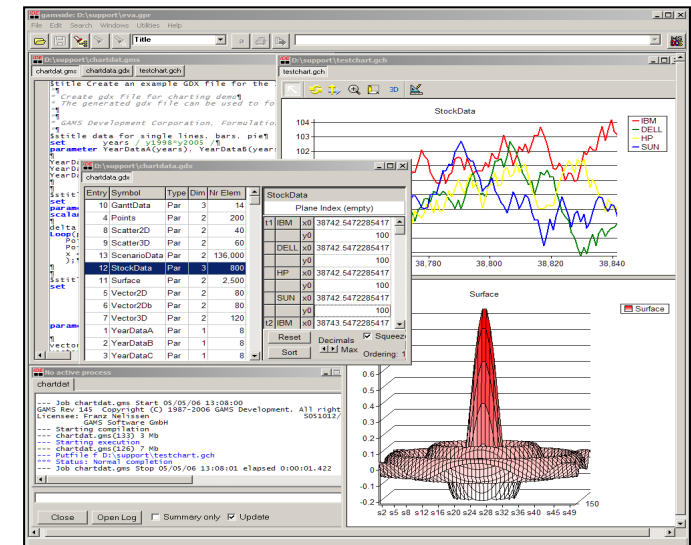 gamside: D:\support\eva.gpr
File Edit Search Windows Utilities Help
Title
D:\support\chartdat.gms
chartdat.gms chartdata.gdx testchart.gch
$title Create an example GDX file for the
* Create gdx File for charting demo¶
* The generated gdx file can be used to fo
* GAMS Development Corporation, Formulatio
$stitle data for single lines, bars, pie¶
set years / y1998*y2005 /¶
parameter YearDataA(years), YearDataB(year
D:\support\chartdata.gdx
chartdata.gdx
Entry Symbol Type Dim Nr Elem
10 GanttData Par 3 14
4 Points Par 2 200
8 Scatter2D Par 2 40
9 Scatter3D Par 2 60
13 ScenarioData Par 2 136,000
12 StockData Par 3 800
11 Surface Par 2 2,500
5 Vector2D Par 2 80
6 Vector2Db Par 2 80
7 Vector3D Par 2 120
1 YearDataA Par 1 8
2 YearDataB Par 1 8
3 YearDataC Par 1 8
StockData
Plane Index (empty)
t1 IBM x0 38742.5472285417
y0 100
DELL x0 38742.5472285417
y0 100
HP x0 38742.5472285417
y0 100
SUN x0 38742.5472285417
y0 100
t2 IBM x0 38743.5472285417
Reset
Sort
Decimals
Max
Squeeze
Ordering: 1
D:\support\testchart.gch
testchart.gch
3D
StockData
104
103
102
38,780 38,800 38,820 38,840
IBM
DELL
HP
SUN
Surface
Surface
0.6
0.5
0.4
0.3
0.2
0.1
0
-0.1
-0.2
s2 s5 s8 s12 s16 s20 s24 s28 s32 s36 s40 s45 s49
150
No active process
chartdat
--- Job chartdat.gms Start 05/05/06 13:08:00
GAMS Rev 145 Copyright (C) 1987-2006 GAMS Development. All right
Licensee: Franz Nelissen S051012/
GAMS Software GmbH
--- Starting compilation
--- chartdat.gms(133) 3 Mb
--- Starting execution
--- chartdat.gms(126) 7 Mb
--- Putfile f D:\support\testchart.gch
*** Status: Normal completion
--- Job chartdat.gms Stop 05/05/06 13:08:01 elapsed 0:00:01.422
Close
Open Log
Summary only
Update